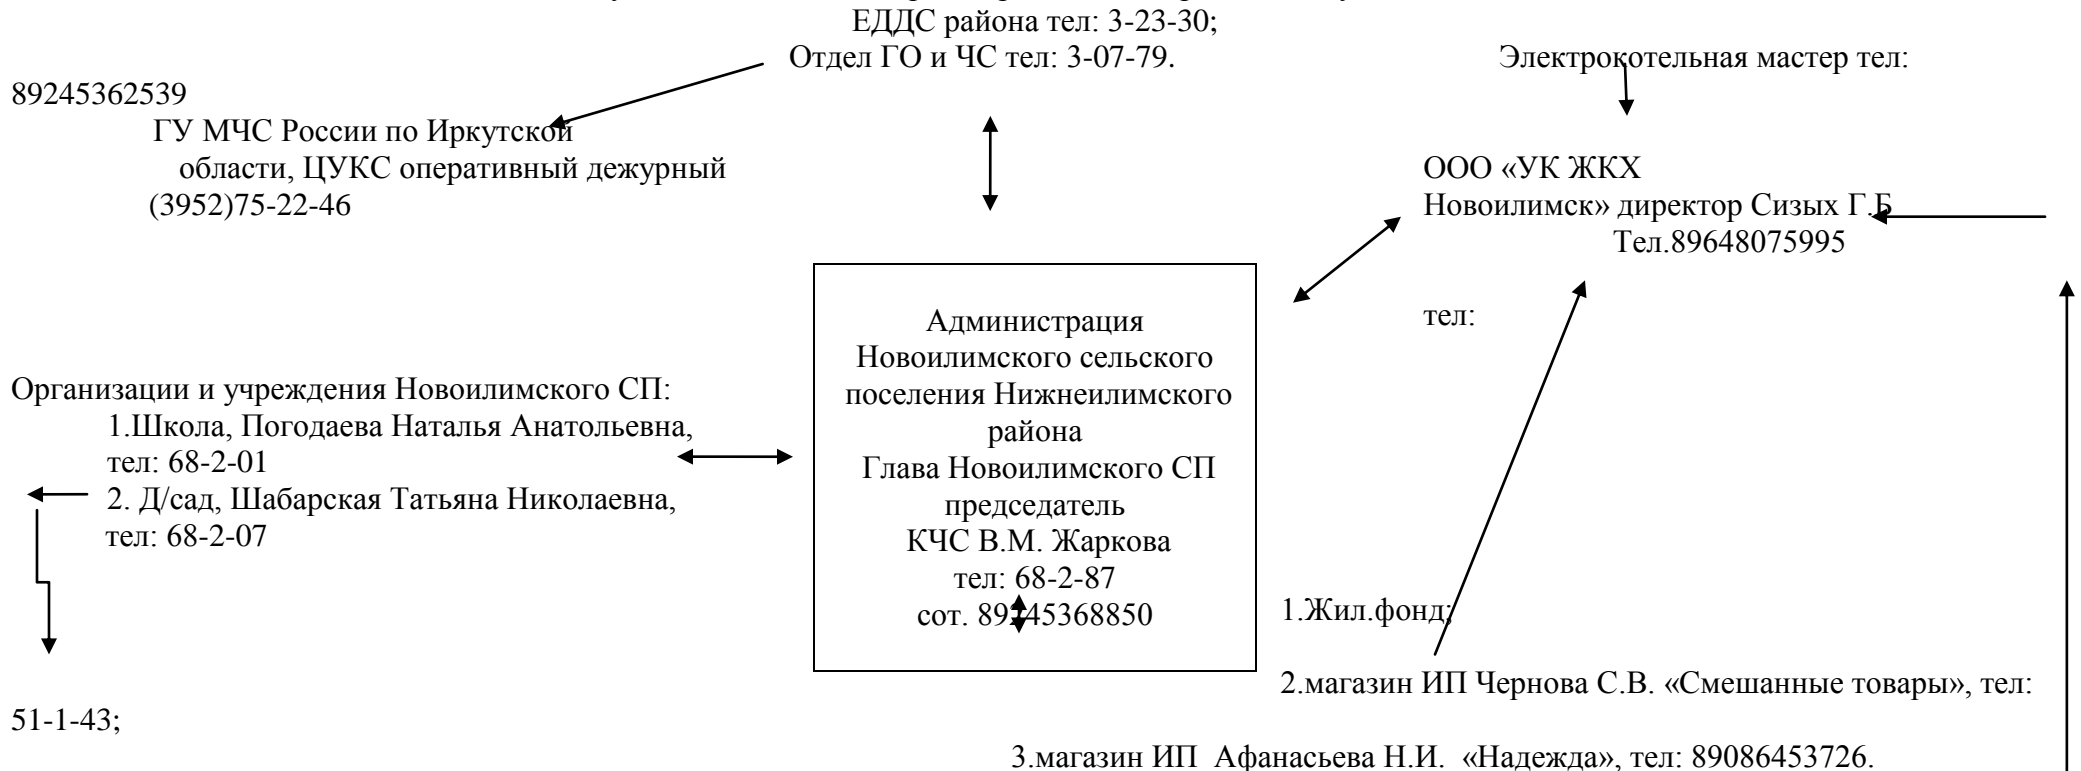 ЕДДС района тел: 3-23-30;
Отдел ГО и ЧС тел: 3-07-79.
Электрокотельная мастер тел:
89245362539
ГУ МЧС России по Иркутской
области, ЦУКС оперативный дежурный
(3952)75-22-46
ООО «УК ЖКХ
Новоилимск» директор Сизых Г.Б
Тел.89648075995
тел:
Администрация
Новоилимского сельского
поселения Нижнеилимского
района
Глава Новоилимского СП
председатель
КЧС В.М. Жаркова
тел: 68-2-87
сот. 89245368850
Организации и учреждения Новоилимского СП:
1.Школа, Погодаева Наталья Анатольевна,
тел: 68-2-01
2. Д/сад, Шабарская Татьяна Николаевна,
тел: 68-2-07
1.Жил.фонд;
2.магазин ИП Чернова С.В. «Смешанные товары», тел:
51-1-43;
3.магазин ИП Афанасьева Н.И. «Надежда», тел: 89086453726.